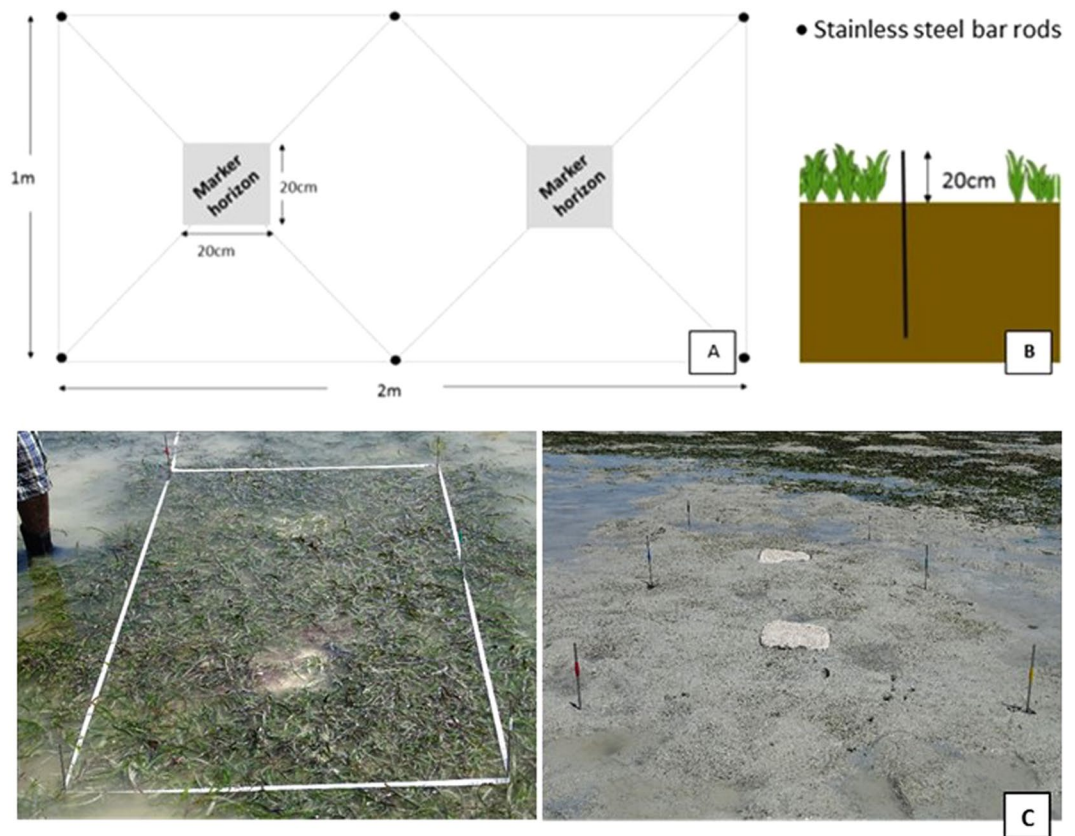 ● Stainless steel bar rods
Marker
horizon
Marker
horizon
1m
20cm
20cm
20cm
A
B
2m
C